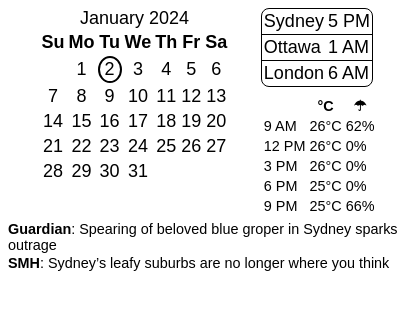 January 2024
Su Mo Tu We Th Fr Sa
1 2 3 4 5 6
7 8 9 10 11 12 13
14 15 16 17 18 19 20
21 22 23 24 25 26 27
28 29 30 31
Sydney 5 PM
Ottawa 1 AM
London 6 AM
°C ☂
9 AM 26°C 62%
12 PM 26°C 0%
3 PM 26°C 0%
6 PM 25°C 0%
9 PM 25°C 66%
Guardian: Spearing of beloved blue groper in Sydney sparks
outrage
SMH: Sydney’s leafy suburbs are no longer where you think